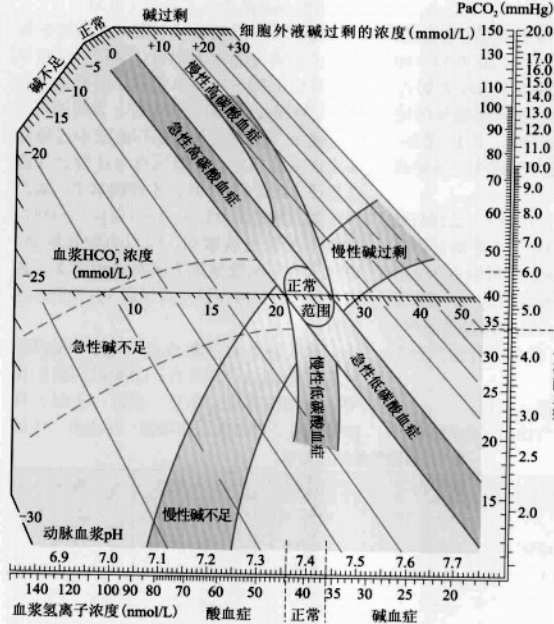 PaCO₂(mmHg)
细胞外液碱过剩的浓度(mmol/L)
碱不足 正常 碱过剩
-25 -20 -15 -10 -5 0 +10 +20 +30
-30
150 130 110 100 90 80 70 60 50 45 40 35 30 25 20 15
20.0 17.0 16.0 15.0 14.0 13.0 12.0 11.0 10.0 9.0 8.0 7.0 6.0 5.0 4.0 3.0 2.0
慢性高碳酸血症
急性高碳酸血症
慢性碱过剩
血浆HCO₃⁻浓度
(mmol/L)
正常
范围
10 15 20 30 40 50
急性碱不足
慢性低碳酸血症
急性低碳酸血症
慢性碱不足
动脉血浆pH
6.9 7.0 7.1 7.2 7.3 7.4 7.5 7.6 7.7
140 120 100 90 80 70 60 50 40 35 30 25 20
血浆氢离子浓度(nmol/L) 酸血症 正常 碱血症